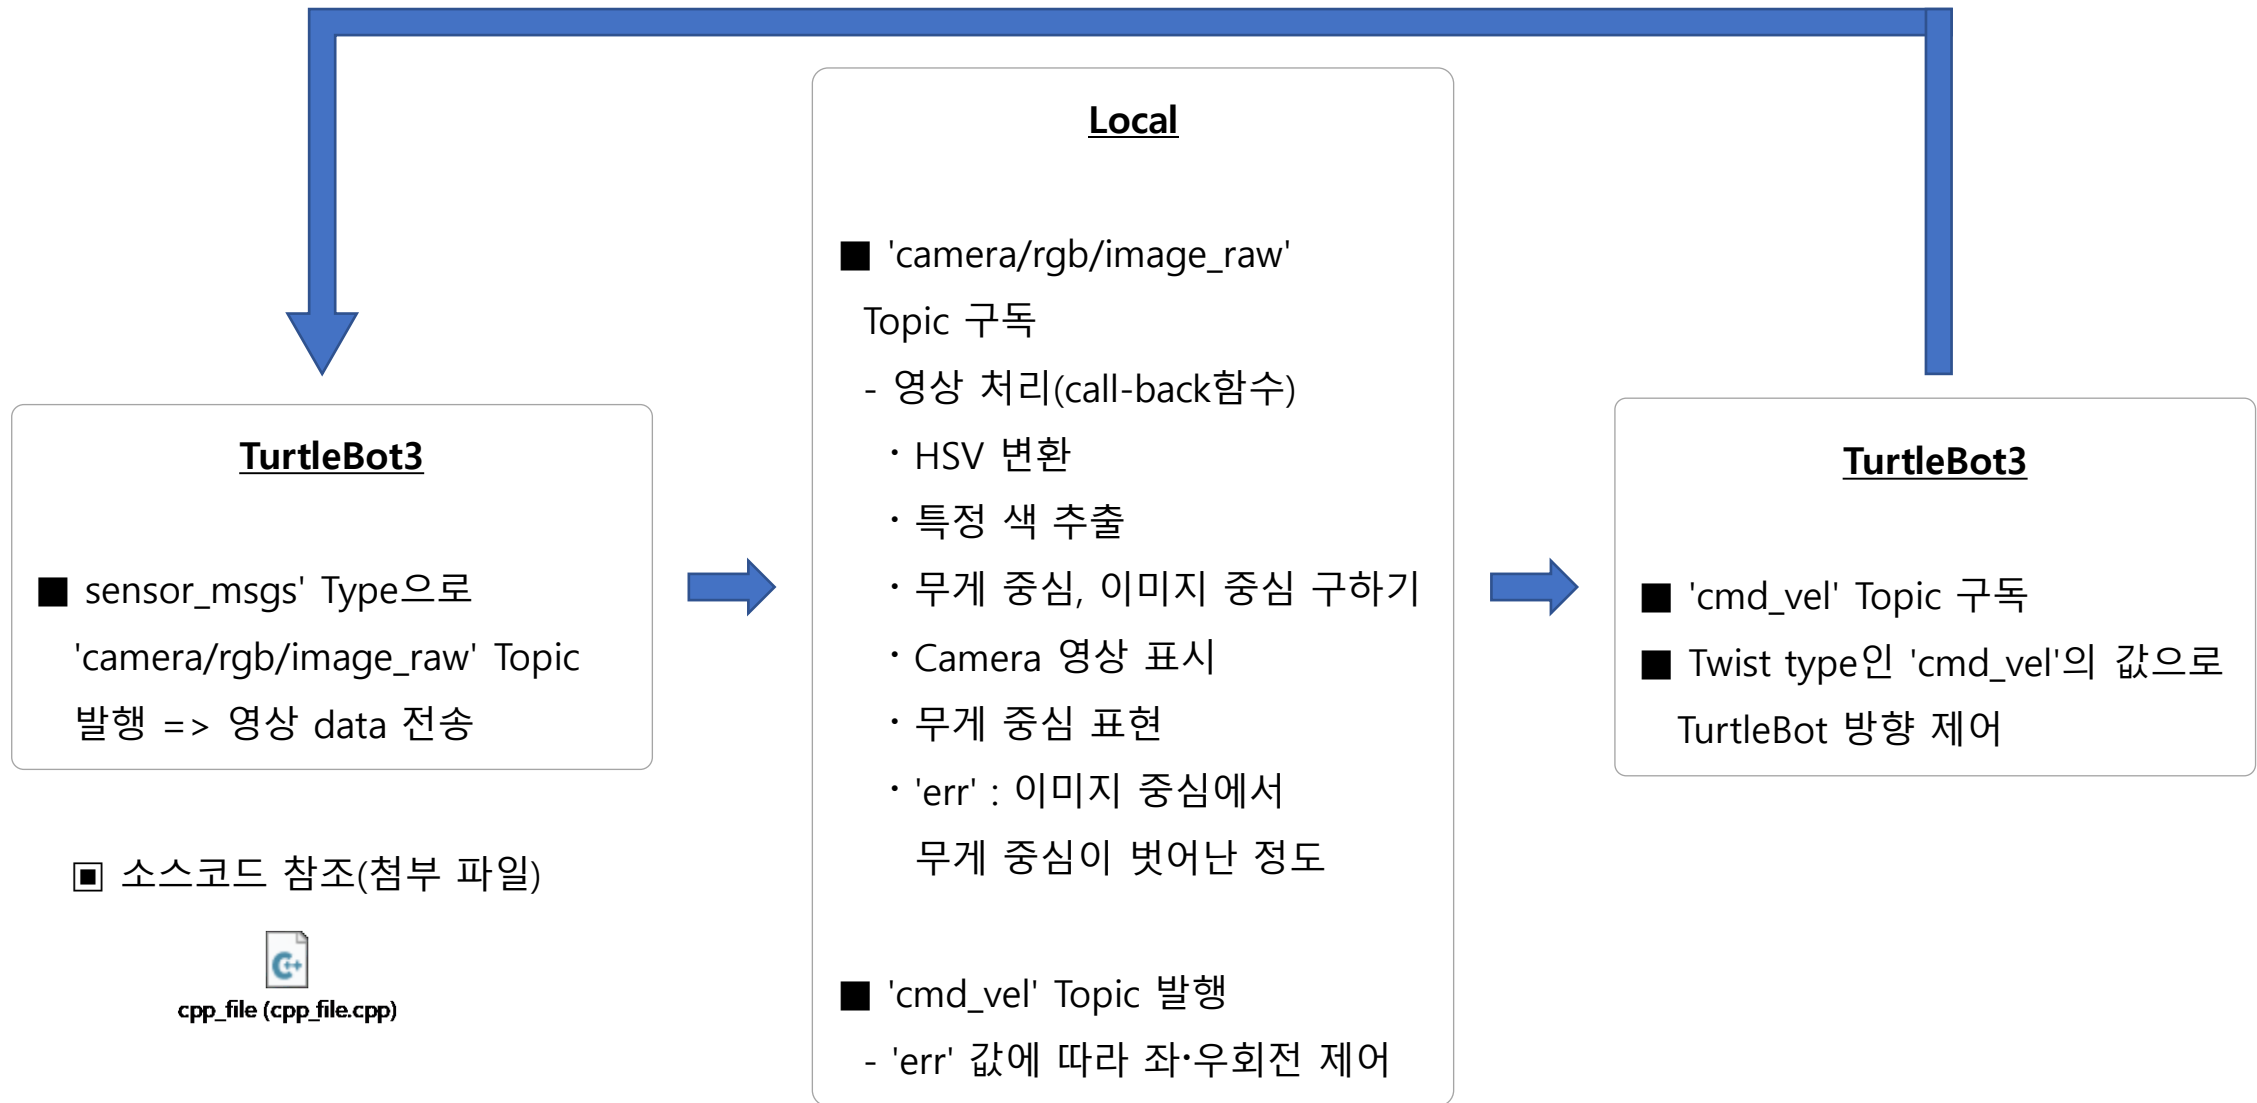 TurtleBot3
■ sensor_msgs' Type으로
'camera/rgb/image_raw' Topic
발행 => 영상 data 전송
▣ 소스코드 참조(첨부 파일)
C++
cpp_file (cpp_file.cpp)
Local
■ 'camera/rgb/image_raw'
Topic 구독
- 영상 처리(call-back함수)
· HSV 변환
· 특정 색 추출
· 무게 중심, 이미지 중심 구하기
· Camera 영상 표시
· 무게 중심 표현
· 'err' : 이미지 중심에서
무게 중심이 벗어난 정도
■ 'cmd_vel' Topic 발행
- 'err' 값에 따라 좌·우회전 제어
TurtleBot3
■ 'cmd_vel' Topic 구독
■ Twist type인 'cmd_vel'의 값으로
TurtleBot 방향 제어